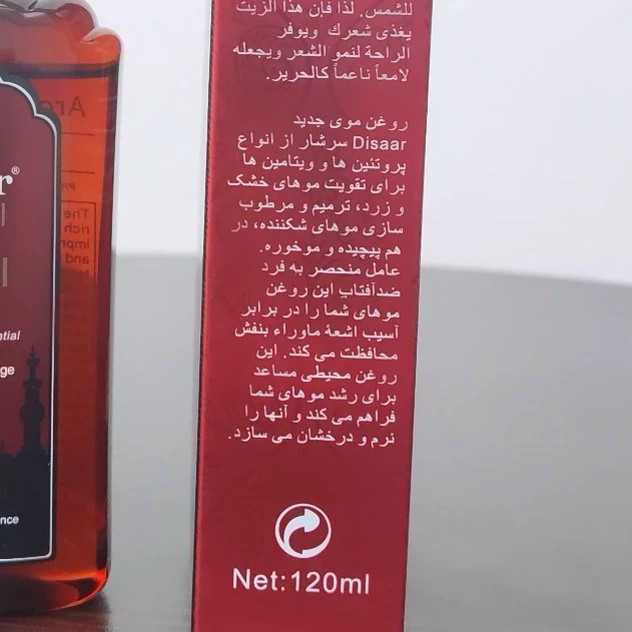 للشمس. لذا فإن هذا الزيت
يغذى شعرك ويوفر
الراحة لنمو الشعر ويجعله
لامعاً ناعماً كالحرير.
روغن موی جدید
Disaar سرشار از انواع
پروتئین ها و ویتامین ها
برای تقویت موهای خشک
و زرد، ترمیم و مرطوب
سازی موهای شکننده، در
هم پیچیده و موخوره.
عامل منحصر به فرد
ضدآفتاب این روغن
موهای شما را در برابر
آسیب اشعهٔ ماوراء بنفش
محافظت می کند. این
روغن محیطی مساعد
برای رشد موهای شما
فراهم می کند و آنها را
نرم و درخشان می سازد.
Net:120ml